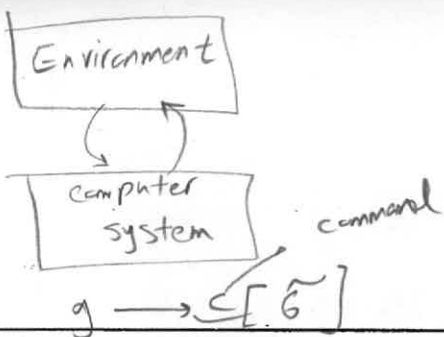 Environment
computer
system
command
g → C[õ]